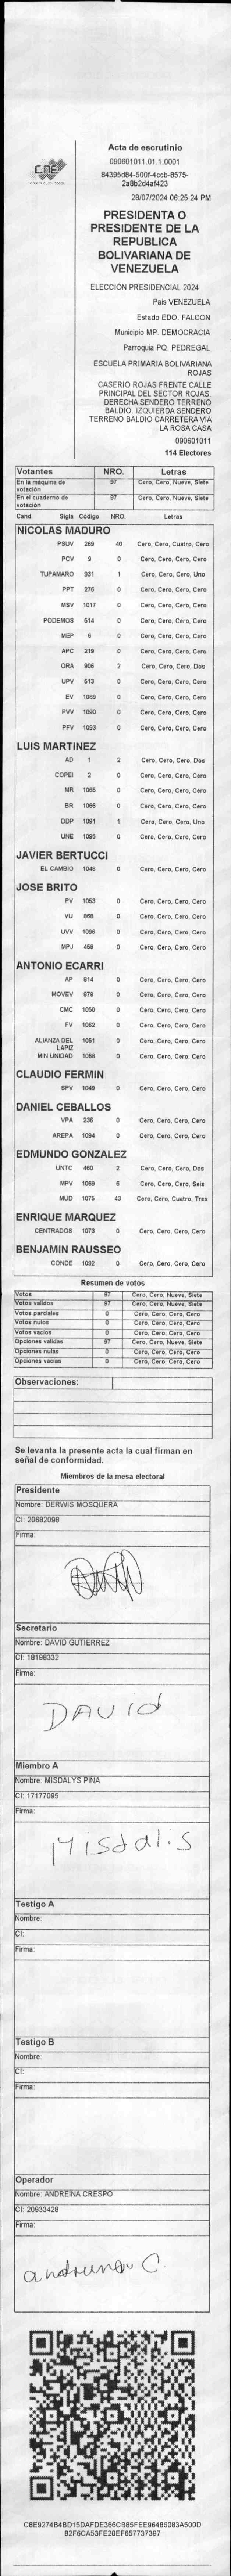 CNE
Acta de escrutinio
090601011.01.1.0001
84395d84-500f-4ccb-8575-
2a8b2d4af423
28/07/2024 06:25:24 PM
PRESIDENTA O
PRESIDENTE DE LA
REPUBLICA
BOLIVARIANA DE
VENEZUELA
ELECCIÓN PRESIDENCIAL 2024
País VENEZUELA
Estado EDO. FALCON
Municipio MP. DEMOCRACIA
Parroquia PQ. PEDREGAL
ESCUELA PRIMARIA BOLIVARIANA
ROJAS
CASERIO ROJAS FRENTE CALLE
PRINCIPAL DEL SECTOR ROJAS.
DERECHA SENDERO TERRENO
BALDIO. IZQUIERDA SENDERO
TERRENO BALDIO CARRETERA VIA
LA ROSA CASA
090601011
114 Electores
Votantes NRO. Letras
En la máquina de votación 97 Cero, Cero, Nueve, Siete
En el cuaderno de votación 97 Cero, Cero, Nueve, Siete
Cand. Sigla Código NRO. Letras
NICOLAS MADURO
PSUV 269 40 Cero, Cero, Cuatro, Cero
PCV 9 0 Cero, Cero, Cero, Cero
TUPAMARO 931 1 Cero, Cero, Cero, Uno
PPT 276 0 Cero, Cero, Cero, Cero
MSV 1017 0 Cero, Cero, Cero, Cero
PODEMOS 514 0 Cero, Cero, Cero, Cero
MEP 6 0 Cero, Cero, Cero, Cero
APC 219 0 Cero, Cero, Cero, Cero
ORA 906 2 Cero, Cero, Cero, Dos
UPV 513 0 Cero, Cero, Cero, Cero
EV 1089 0 Cero, Cero, Cero, Cero
PVV 1090 0 Cero, Cero, Cero, Cero
PFV 1093 0 Cero, Cero, Cero, Cero
LUIS MARTINEZ
AD 1 2 Cero, Cero, Cero, Dos
COPEI 2 0 Cero, Cero, Cero, Cero
MR 1065 0 Cero, Cero, Cero, Cero
BR 1066 0 Cero, Cero, Cero, Cero
DDP 1091 1 Cero, Cero, Cero, Uno
UNE 1095 0 Cero, Cero, Cero, Cero
JAVIER BERTUCCI
EL CAMBIO 1048 0 Cero, Cero, Cero, Cero
JOSE BRITO
PV 1053 0 Cero, Cero, Cero, Cero
VU 868 0 Cero, Cero, Cero, Cero
UVV 1096 0 Cero, Cero, Cero, Cero
MPJ 458 0 Cero, Cero, Cero, Cero
ANTONIO ECARRI
AP 814 0 Cero, Cero, Cero, Cero
MOVEV 979 0 Cero, Cero, Cero, Cero
CMC 1050 0 Cero, Cero, Cero, Cero
FV 1062 0 Cero, Cero, Cero, Cero
ALIANZA DEL LAPIZ 1051 0 Cero, Cero, Cero, Cero
MIN UNIDAD 1068 0 Cero, Cero, Cero, Cero
CLAUDIO FERMIN
SPV 1049 0 Cero, Cero, Cero, Cero
DANIEL CEBALLOS
VPA 236 0 Cero, Cero, Cero, Cero
AREPA 1094 0 Cero, Cero, Cero, Cero
EDMUNDO GONZALEZ
UNTC 460 2 Cero, Cero, Cero, Dos
MPV 1069 6 Cero, Cero, Cero, Seis
MUD 1075 43 Cero, Cero, Cuatro, Tres
ENRIQUE MARQUEZ
CENTRADOS 1073 0 Cero, Cero, Cero, Cero
BENJAMIN RAUSSEO
CONDE 1092 0 Cero, Cero, Cero, Cero
Resumen de votos
Votos 97 Cero, Cero, Nueve, Siete
Votos validos 97 Cero, Cero, Nueve, Siete
Votos parciales 0 Cero, Cero, Cero, Cero
Votos nulos 0 Cero, Cero, Cero, Cero
Votos vacíos 0 Cero, Cero, Cero, Cero
Opciones validas 97 Cero, Cero, Nueve, Siete
Opciones nulas 0 Cero, Cero, Cero, Cero
Opciones vacías 0 Cero, Cero, Cero, Cero
Observaciones:
Se levanta la presente acta la cual firman en
señal de conformidad.
Miembros de la mesa electoral
Presidente
Nombre: DERWIS MOSQUERA
CI: 20682098
Firma:
Secretario
Nombre: DAVID GUTIERREZ
CI: 18198332
Firma:
DAVID
Miembro A
Nombre: MISDALYS PIÑA
CI: 17177095
Firma:
Misdalis
Testigo A
Nombre:
CI:
Firma:
Testigo B
Nombre:
CI:
Firma:
Operador
Nombre: ANDREINA CRESPO
CI: 20933428
Firma:
andreina C.
C8E9274B4BD15DAFDE366CB85FEE96486083A500D
82F6CA53FE20EF657737397